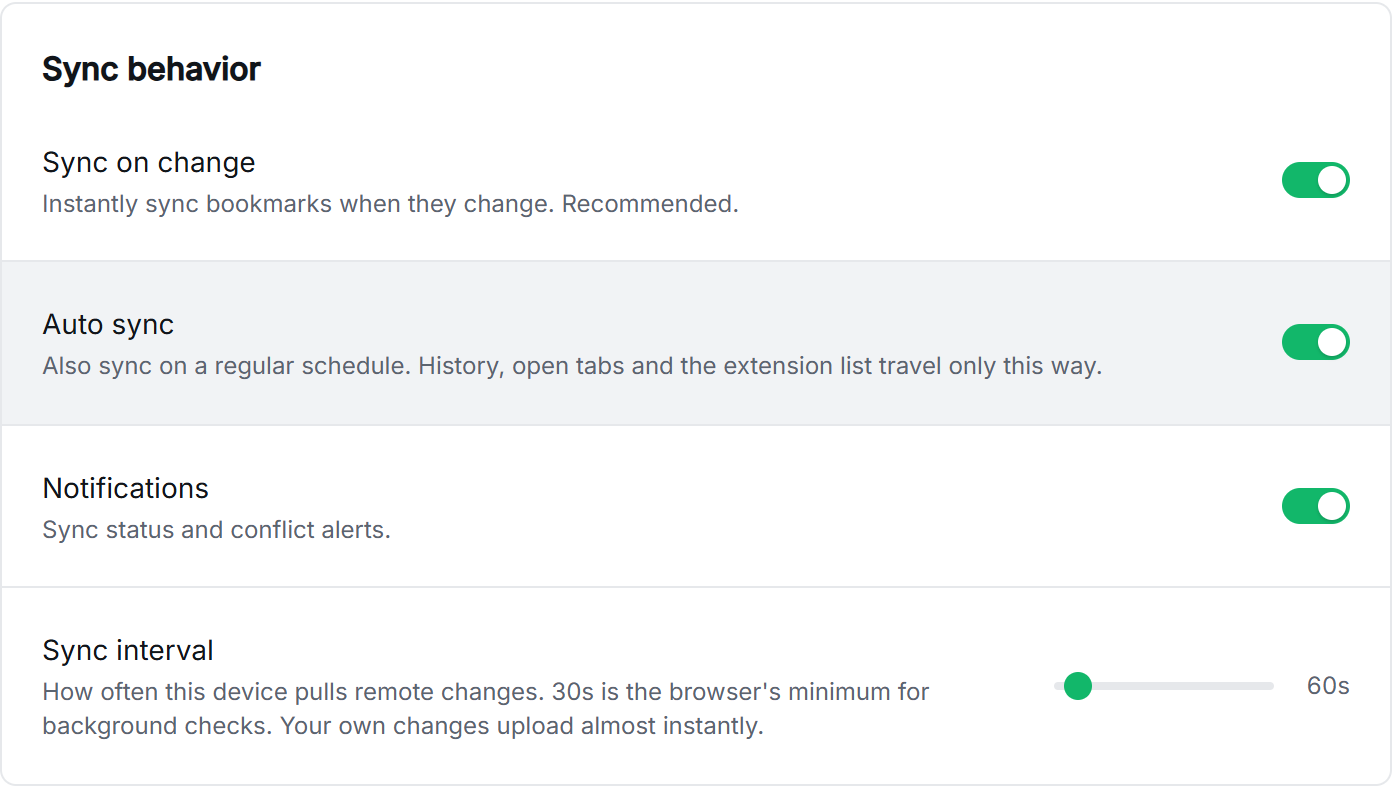 Sync behavior
Sync on change
Instantly sync bookmarks when they change. Recommended.
Auto sync
Also sync on a regular schedule. History, open tabs and the extension list travel only this way.
Notifications
Sync status and conflict alerts.
Sync interval
How often this device pulls remote changes. 30s is the browser's minimum for
background checks. Your own changes upload almost instantly.
60s